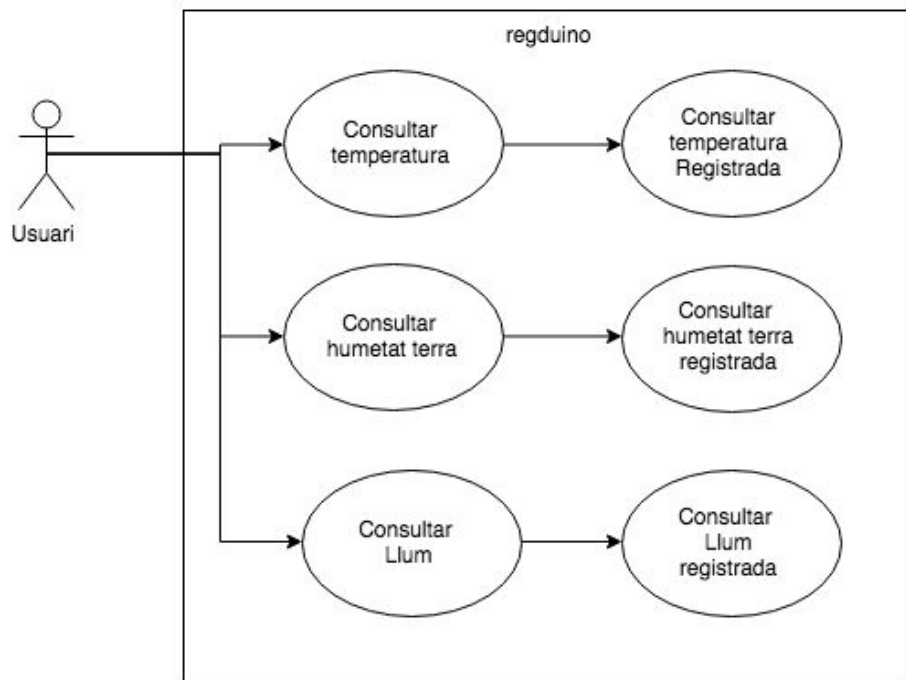 regduino
Usuari
Consultar
temperatura
Consultar
temperatura
Registrada
Consultar
humetat terra
Consultar
humetat terra
registrada
Consultar
Llum
Consultar
Llum
registrada